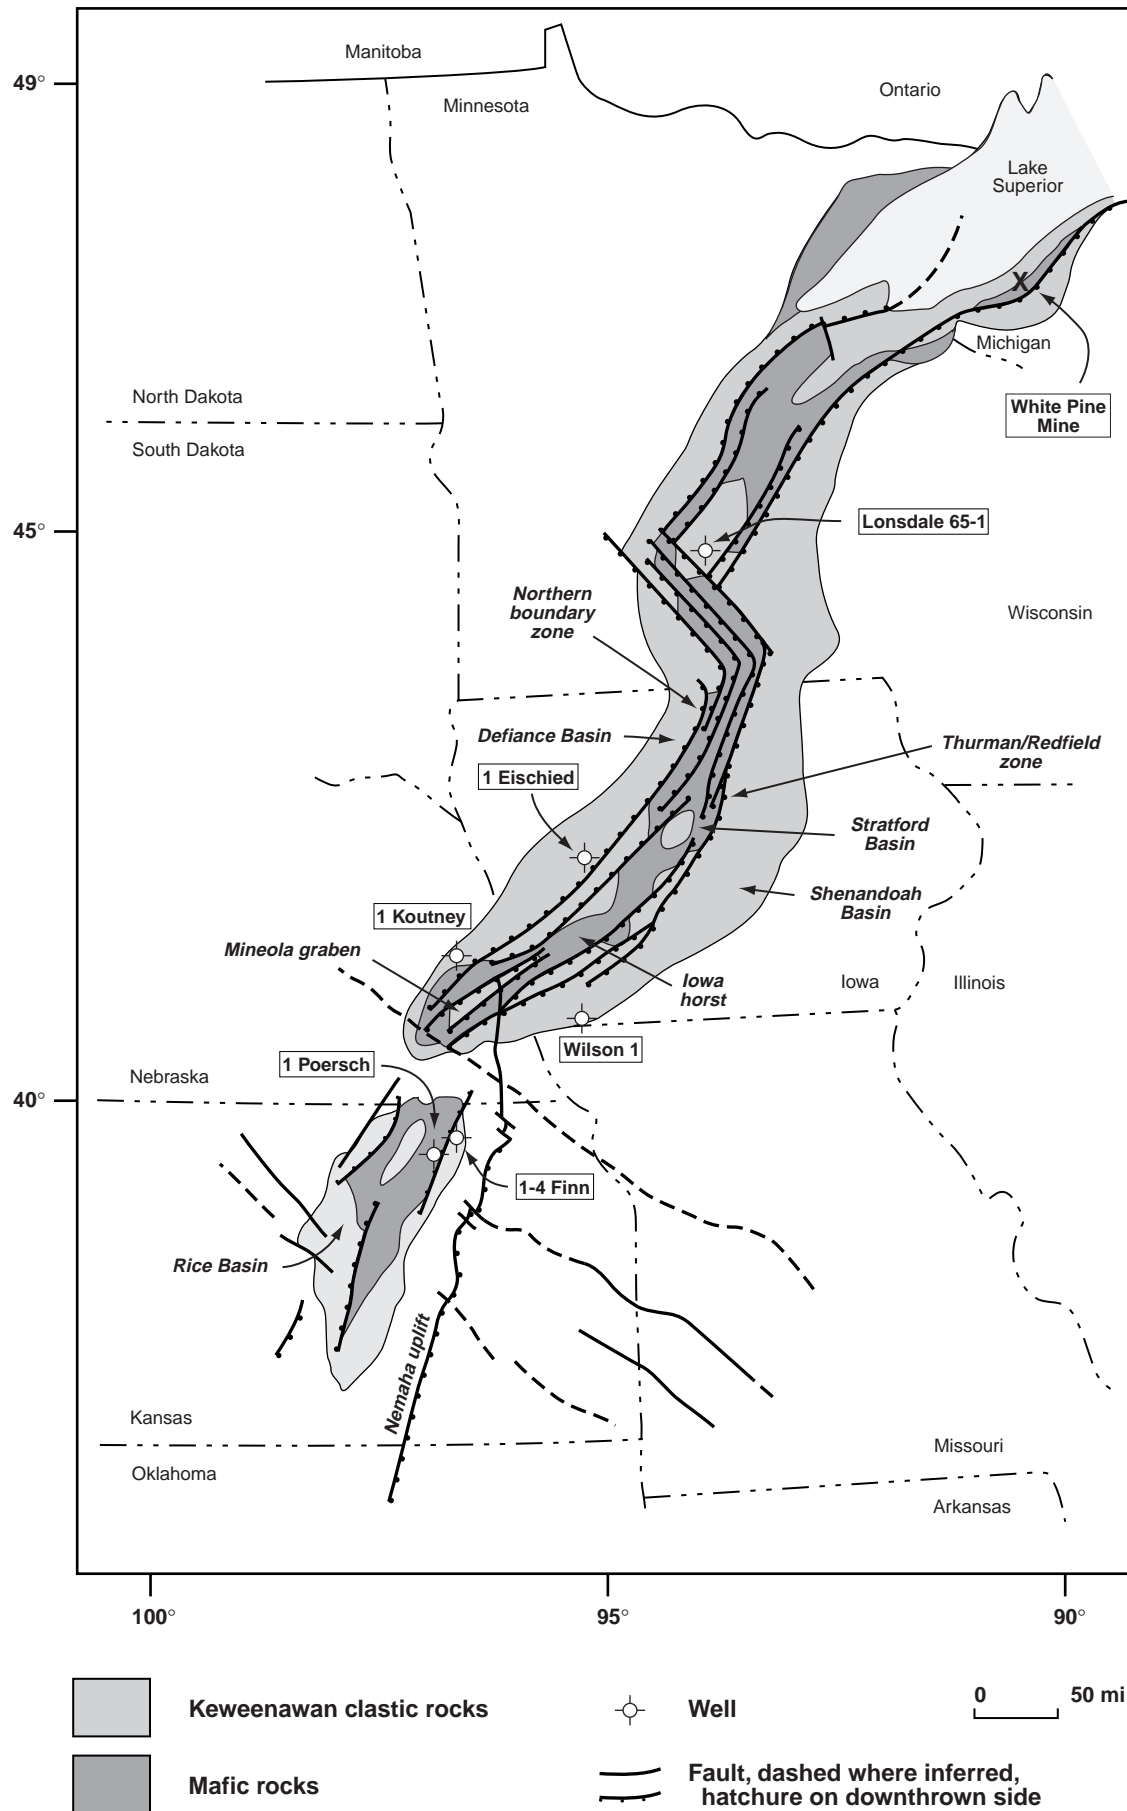 Manitoba
49°
Minnesota
Ontario
Lake
Superior
X
Michigan
North Dakota
South Dakota
White Pine
Mine
45°
Lonsdale 65-1
Northern
boundary
zone
Wisconsin
Defiance Basin
Thurman/Redfield
zone
1 Eischied
Stratford
Basin
Shenandoah
Basin
1 Koutney
Mineola graben
Iowa
horst
Iowa
Illinois
Wilson 1
1 Poersch
Nebraska
40°
1-4 Finn
Rice Basin
Nemaha uplift
Kansas
Oklahoma
Missouri
Arkansas
100°
95°
90°
Keweenawan clastic rocks
Well
0 50 mi
Mafic rocks
Fault, dashed where inferred,
hatchure on downthrown side